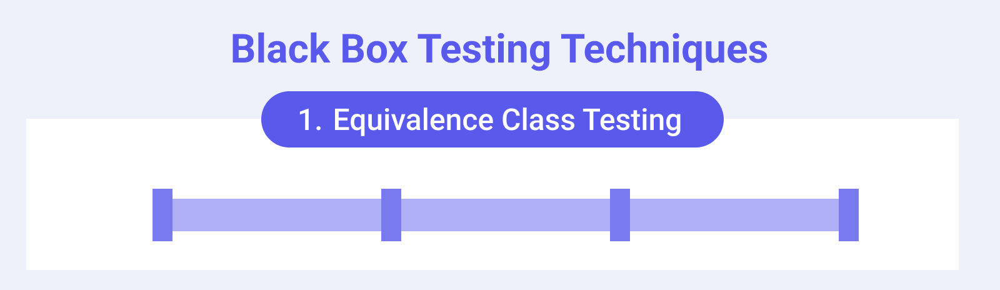 Black Box Testing Techniques
1. Equivalence Class Testing